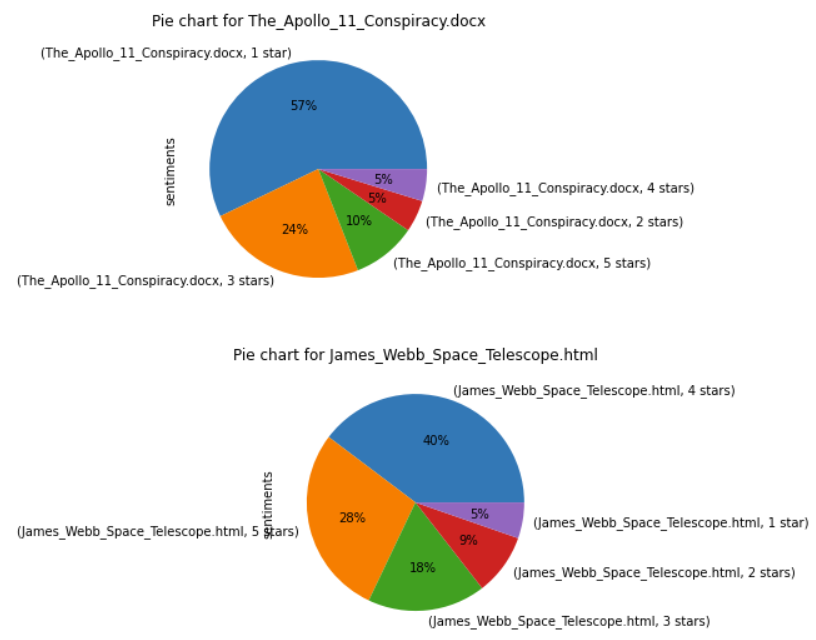 Pie chart for The_Apollo_11_Conspiracy.docx
(The_Apollo_11_Conspiracy.docx, 1 star)
57%
sentiments
5%
(The_Apollo_11_Conspiracy.docx, 4 stars)
5%
(The_Apollo_11_Conspiracy.docx, 2 stars)
10%
24%
(The_Apollo_11_Conspiracy.docx, 5 stars)
(The_Apollo_11_Conspiracy.docx, 3 stars)
Pie chart for James_Webb_Space_Telescope.html
(James_Webb_Space_Telescope.html, 4 stars)
40%
sentiments
5%
(James_Webb_Space_Telescope.html, 1 star)
28%
(James_Webb_Space_Telescope.html, 5 stars)
9%
18%
(James_Webb_Space_Telescope.html, 2 stars)
(James_Webb_Space_Telescope.html, 3 stars)